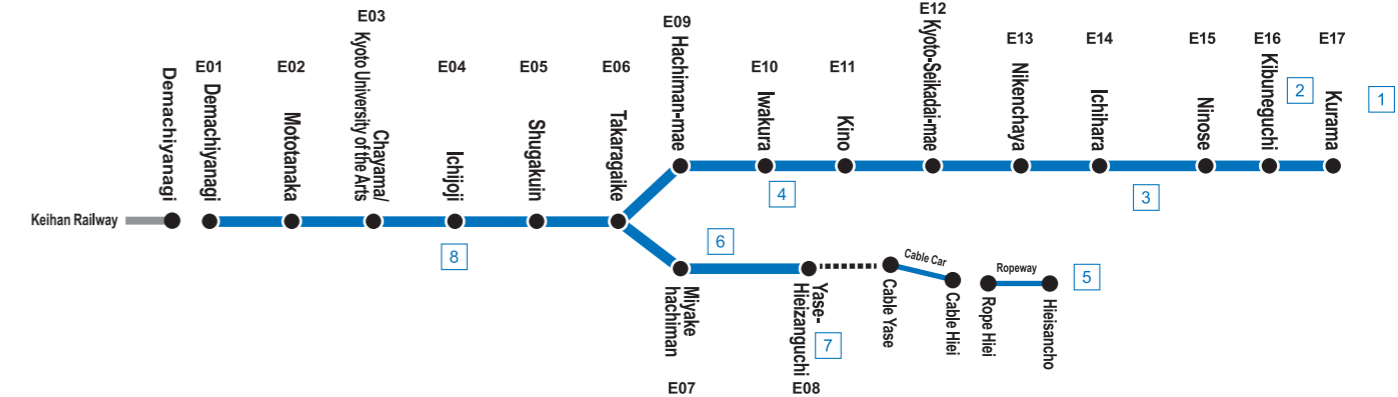 E01
Demachiyanagi
E02
Mototanaka
E03
Chayama/
Kyoto University of the Arts
E04
Ichijoji
E05
Shugakuin
E06
Takaragaike
E09
Hachiman-mae
E10
Iwakura
E11
Kino
E12
Kyoto-Seikadai-mae
E13
Nikenchaya
E14
Ichihara
E15
Ninose
E16
Kibuneguchi
E17
Kurama
1
2
3
4
Keihan Railway
Demachiyanagi
8
6
Miyake
hachiman
E07
Yase-
Hieizanguchi
E08
7
Cable Car
Cable Yase
Cable Hiei
Ropeway
Rope Hiei
Hieisancho
5